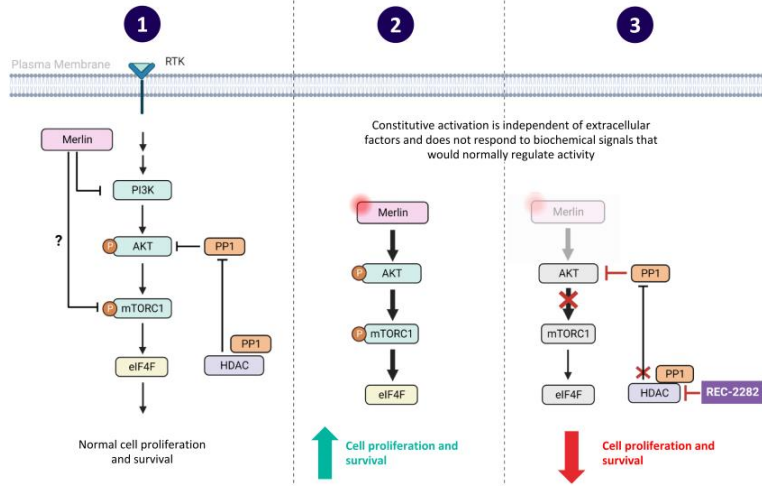 1
2
3
Plasma Membrane
RTK
Merlin
PI3K
?
P
AKT
PP1
P
mTORC1
PP1
eIF4F
HDAC
Normal cell proliferation
and survival
Constitutive activation is independent of extracellular
factors and does not respond to biochemical signals that
would normally regulate activity
Merlin
P
AKT
P
mTORC1
eIF4F
Cell proliferation and
survival
Merlin
AKT
PP1
mTORC1
PP1
eIF4F
HDAC
REC-2282
Cell proliferation and
survival